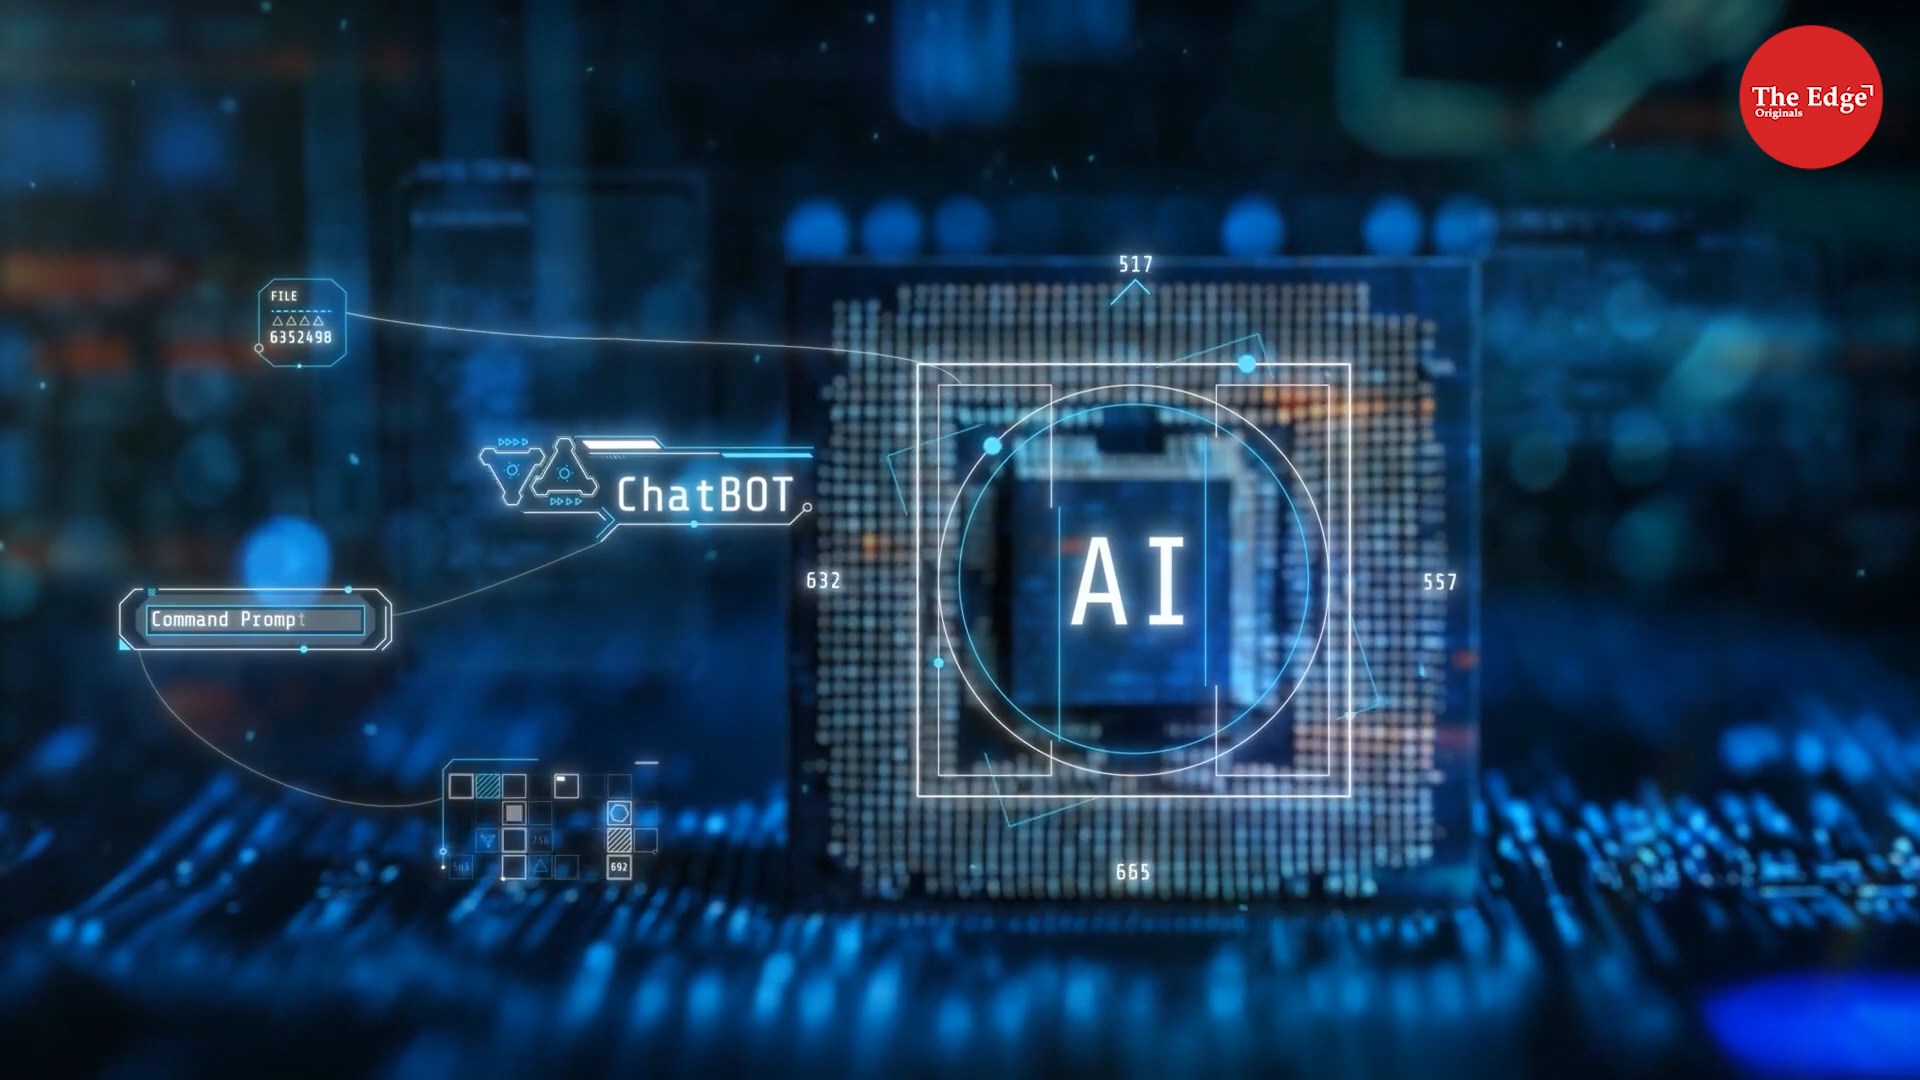 The Edge
Originals
517
FILE
6352498
ChatBOT
AI
632
557
Command Prompt
692
665